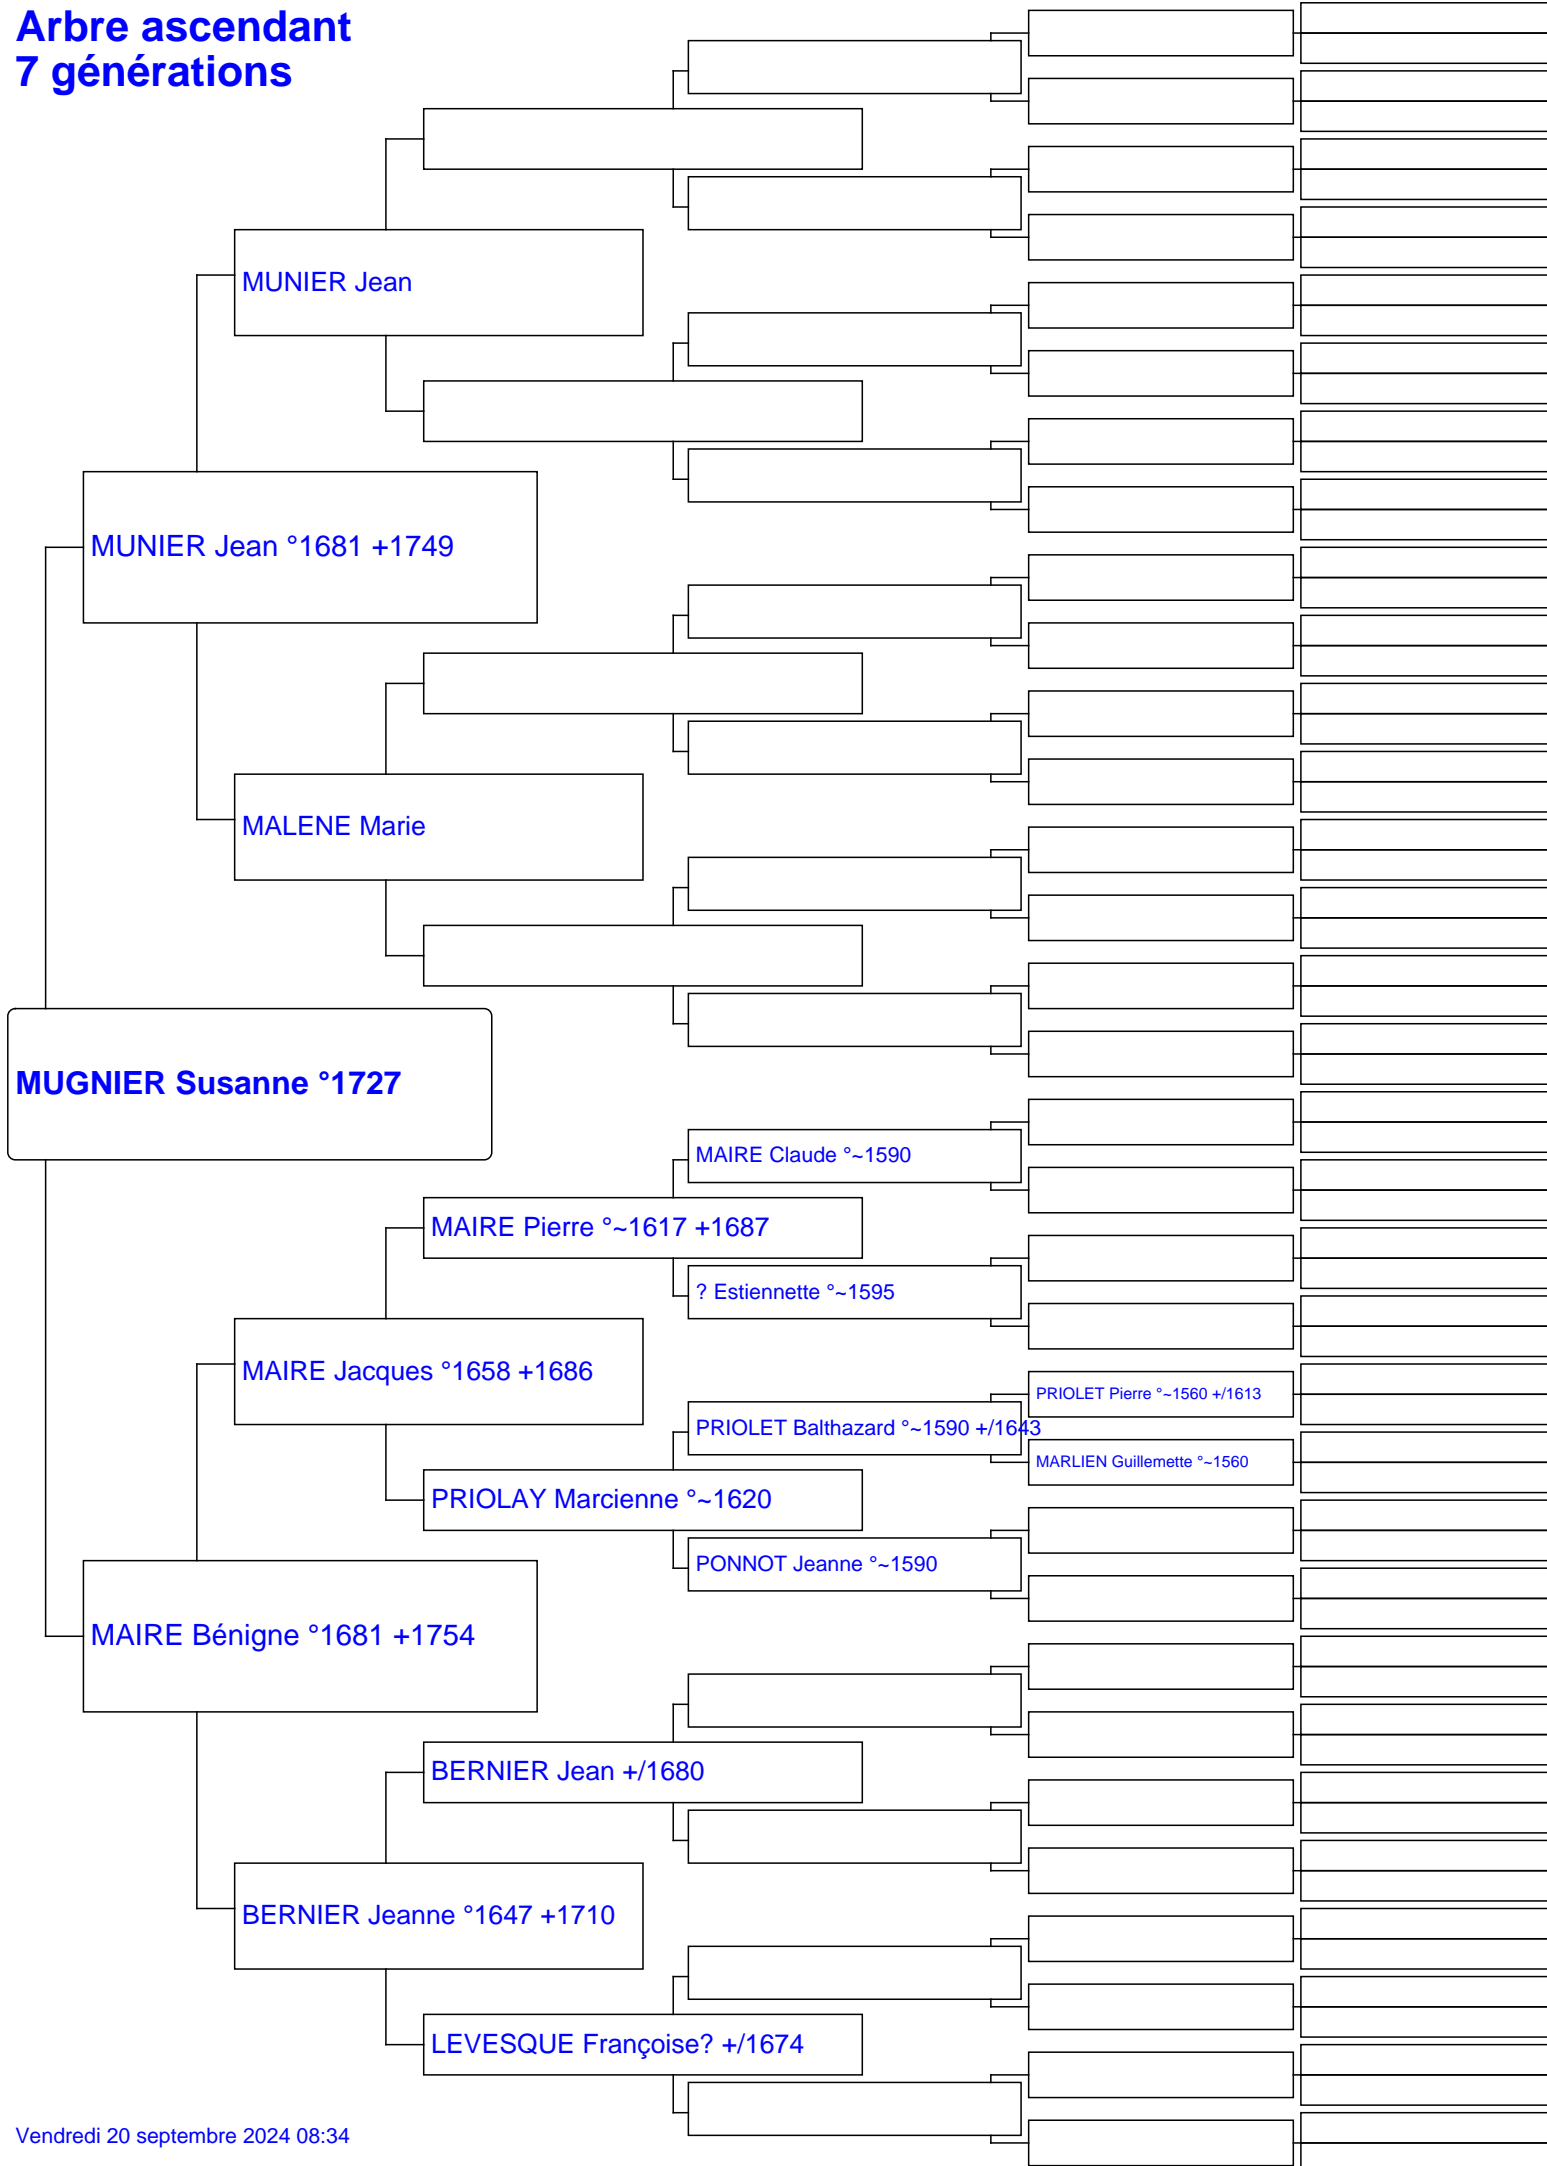 Arbre ascendant
7 générations
MUNIER Jean
MUNIER Jean °1681 +1749
MALENE Marie
MUGNIER Susanne °1727
MAIRE Claude °~1590
MAIRE Pierre °~1617 +1687
? Estiennette °~1595
MAIRE Jacques °1658 +1686
PRIOLET Pierre °~1560 +/1613
PRIOLET Balthazard °~1590 +/1643
MARLIEN Guillemette °~1560
PRIOLAY Marcienne °~1620
PONNOT Jeanne °~1590
MAIRE Bénigne °1681 +1754
BERNIER Jean +/1680
BERNIER Jeanne °1647 +1710
LEVESQUE Françoise? +/1674
Vendredi 20 septembre 2024 08:34